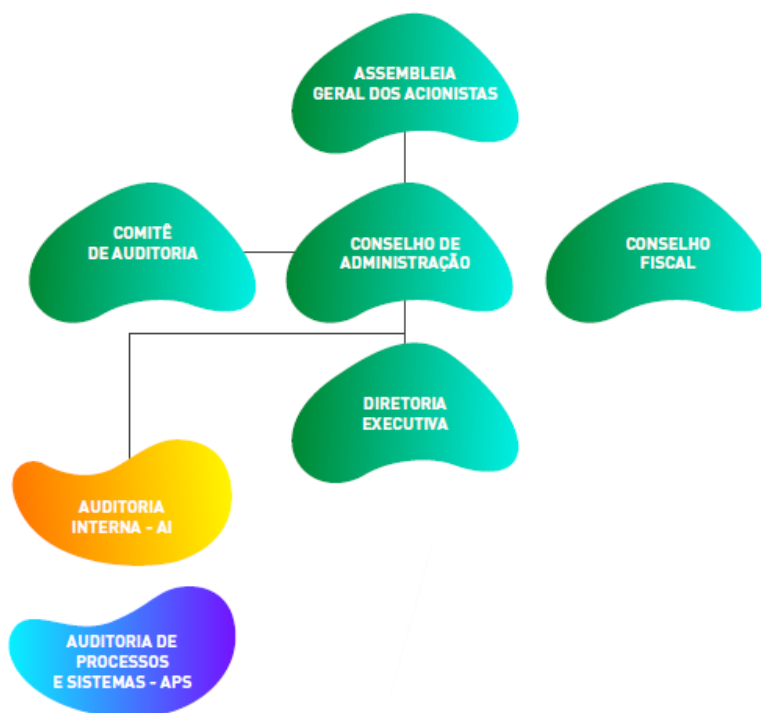 ASSEMBLEIA
GERAL DOS ACIONISTAS
COMITÊ
DE AUDITORIA
CONSELHO DE
ADMINISTRAÇÃO
CONSELHO
FISCAL
DIRETORIA
EXECUTIVA
AUDITORIA
INTERNA - AI
AUDITORIA DE
PROCESSOS
E SISTEMAS - APS